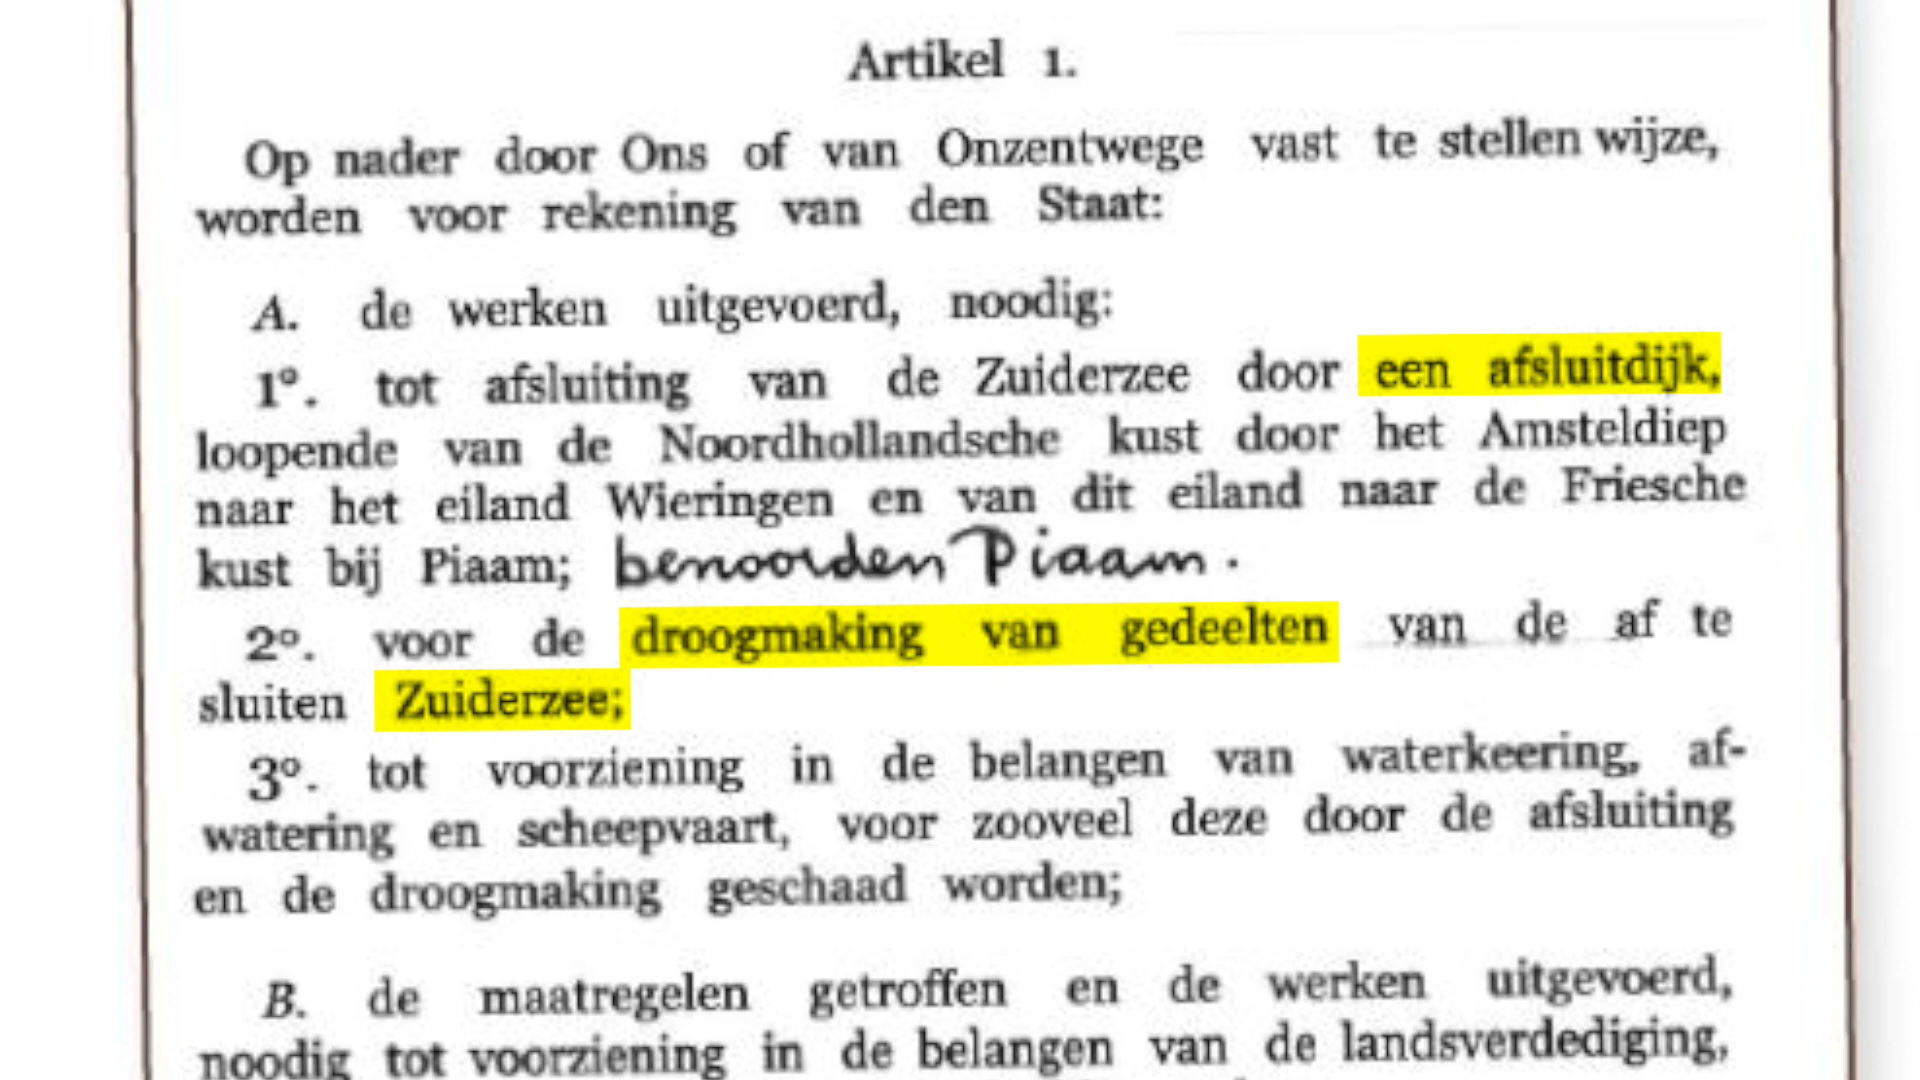 Artikel 1.
Op nader door Ons of van Onzentwege vast te stellen wijze,
worden voor rekening van den Staat:
A. de werken uitgevoerd, noodig:
1º. tot afsluiting van de Zuiderzee door een afsluitdijk,
loopende van de Noordhollandsche kust door het Amsteldiep
naar het eiland Wieringen en van dit eiland naar de Friesche
kust bij Piaam; benoorden Piaam.
2º. voor de droogmaking van gedeelten van de af te
sluiten Zuiderzee;
3º. tot voorziening in de belangen van waterkeering, af-
watering en scheepvaart, voor zooveel deze door de afsluiting
en de droogmaking geschaad worden;
B. de maatregelen getroffen en de werken uitgevoerd,
noodig tot voorziening in de belangen van de landsverdediging,